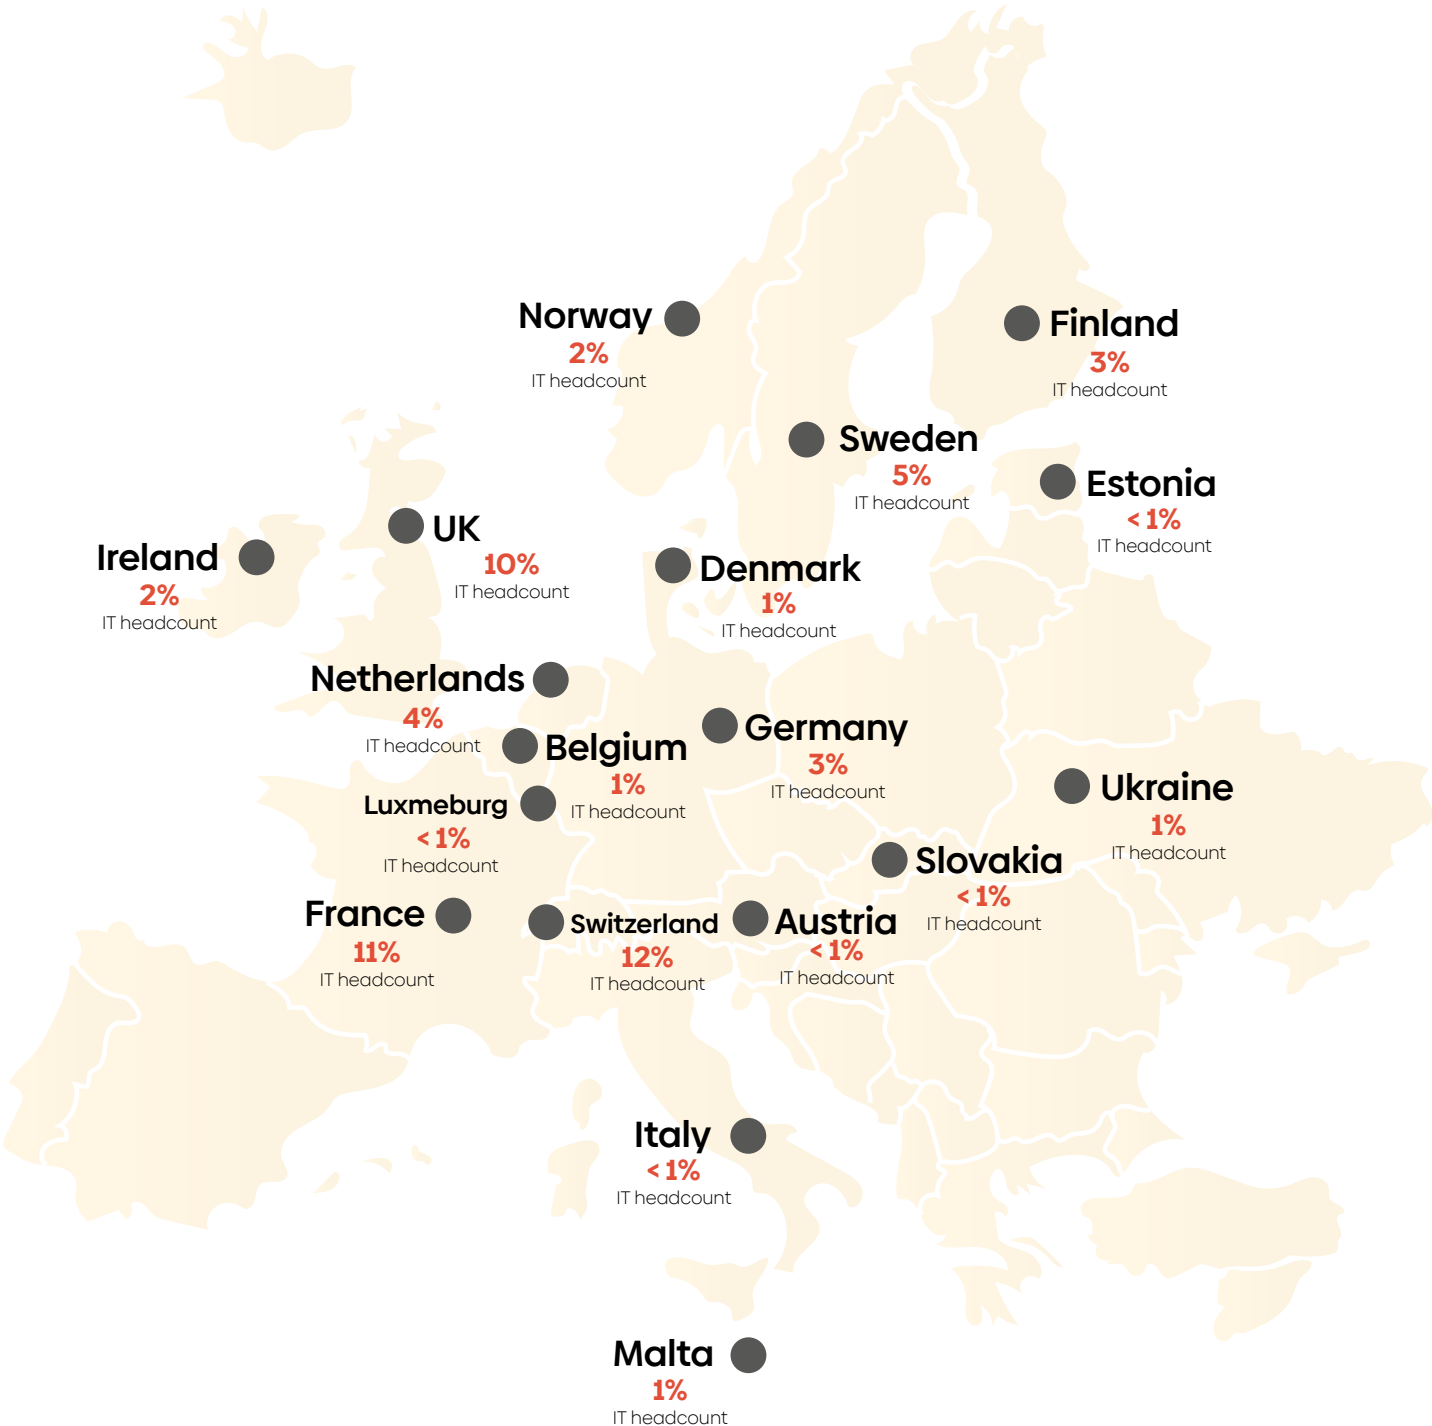 Norway
2%
IT headcount
Finland
3%
IT headcount
Sweden
5%
IT headcount
Estonia
< 1%
IT headcount
UK
10%
IT headcount
Ireland
2%
IT headcount
Denmark
1%
IT headcount
Netherlands
4%
IT headcount
Germany
3%
IT headcount
Belgium
1%
IT headcount
Luxmeburg
< 1%
IT headcount
Ukraine
1%
IT headcount
Slovakia
< 1%
IT headcount
France
11%
IT headcount
Switzerland
12%
IT headcount
Austria
< 1%
IT headcount
Italy
< 1%
IT headcount
Malta
1%
IT headcount